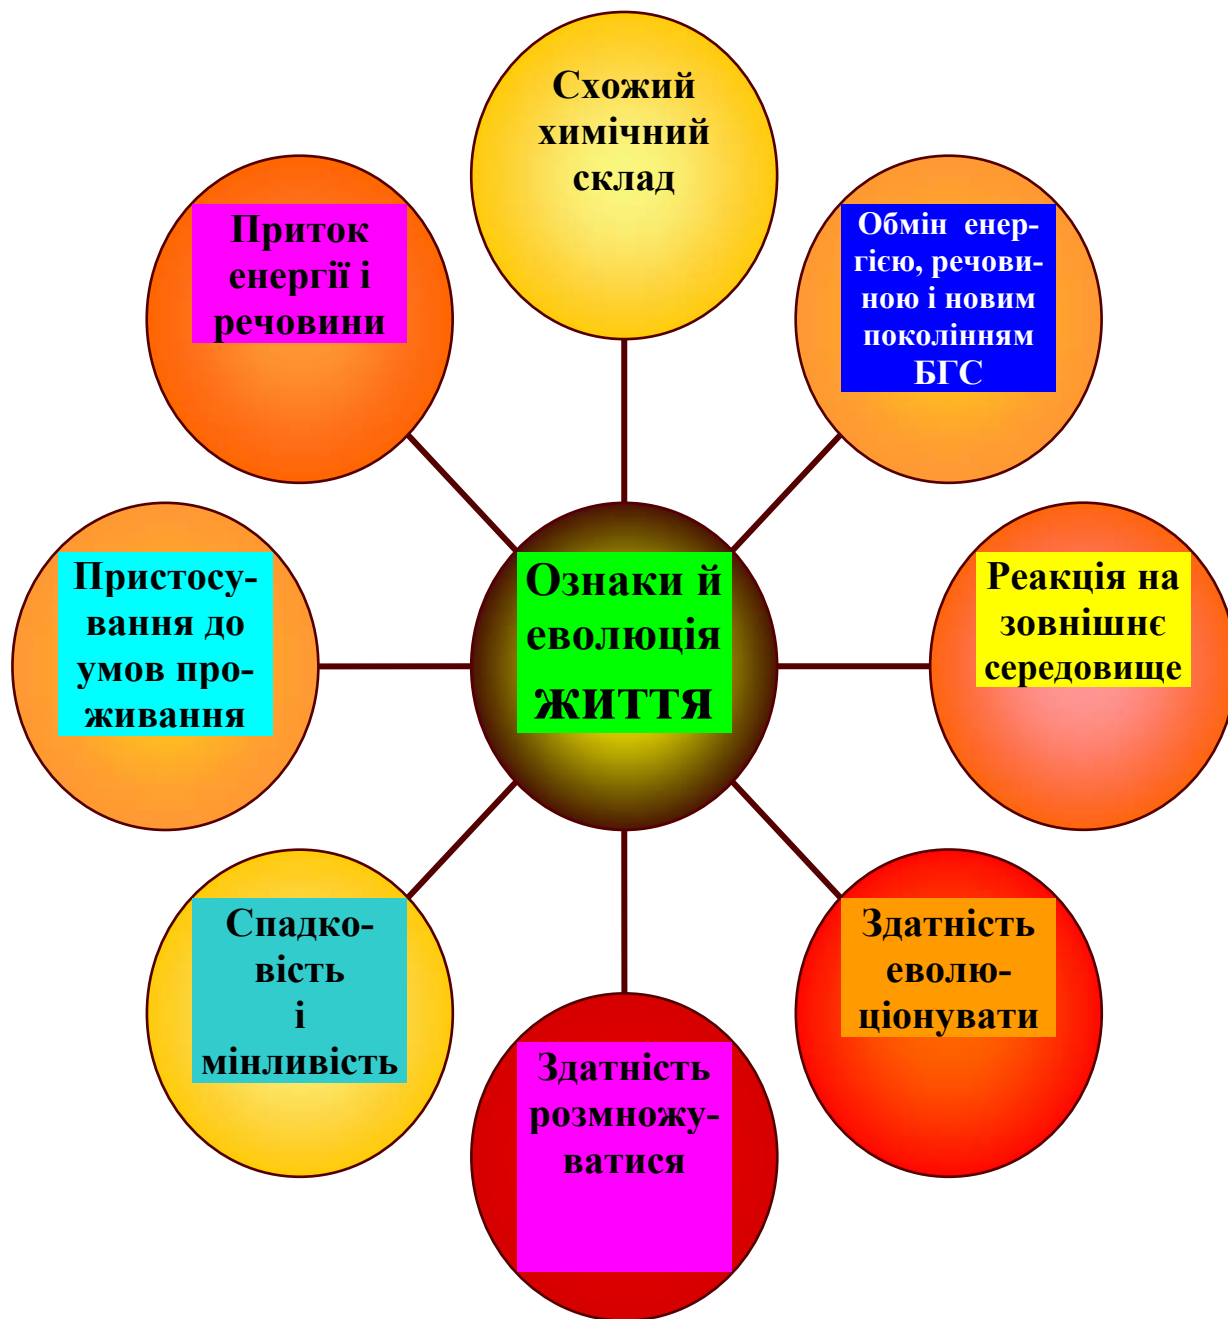 Схожий
химічний
склад
Приток
енергії і
речовини
Обмін енер-
гією, речови-
ною і новим
поколінням
БГС
Пристосу-
вання до
умов про-
живання
Ознаки й
еволюція
життя
Реакція на
зовнішнє
середовище
Спадко-
вість
і
мінливість
Здатність
розмножу-
ватися
Здатність
еволю-
ціонувати